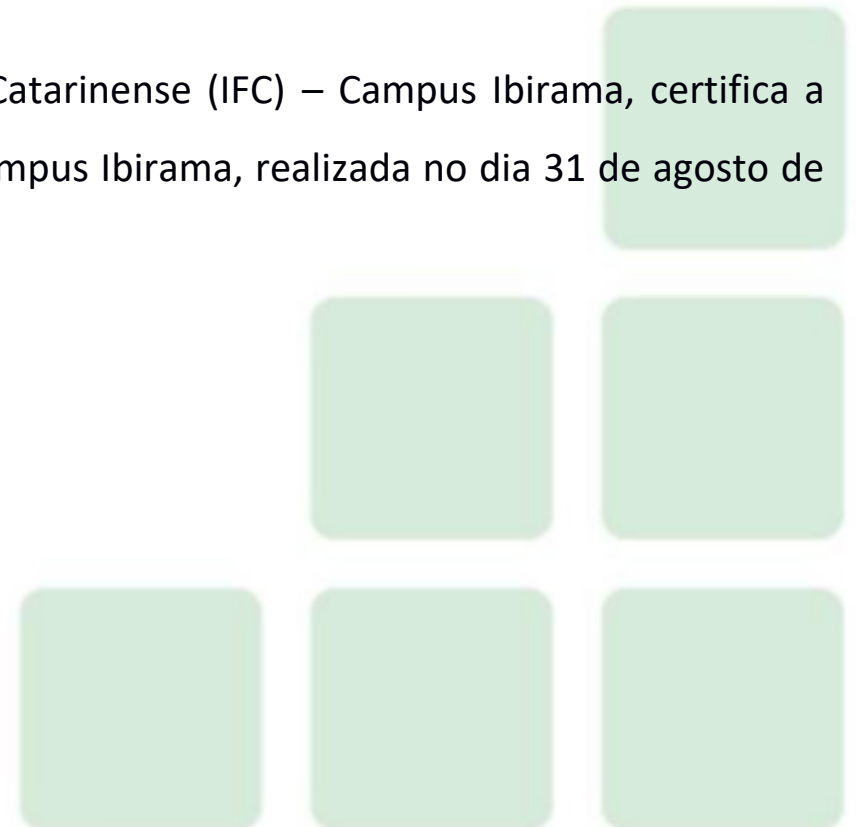 Catarinense (IFC) – Campus Ibirama, certifica a
mpus Ibirama, realizada no dia 31 de agosto de